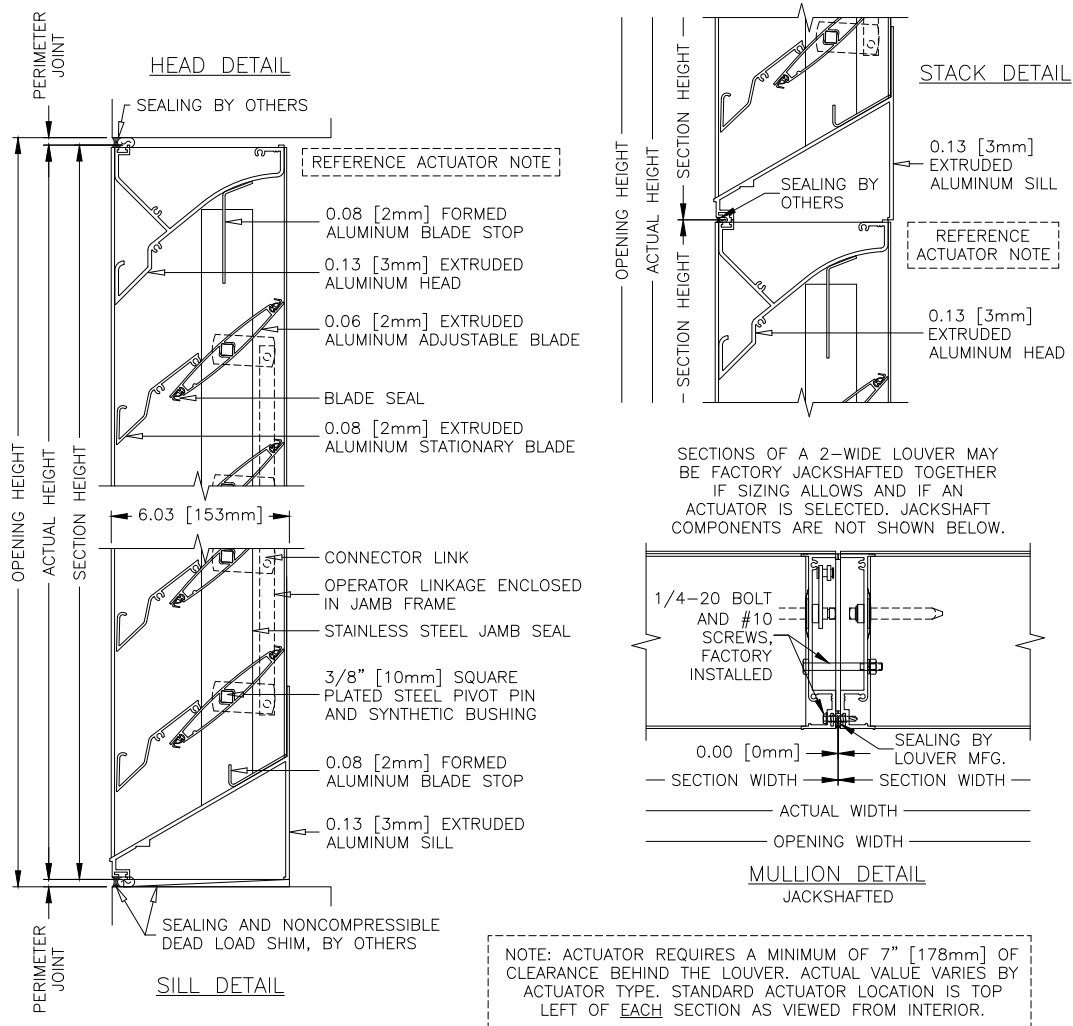 PERIMETER
JOINT
HEAD DETAIL
SEALING BY OTHERS
REFERENCE ACTUATOR NOTE
0.08 [2mm] FORMED
ALUMINUM BLADE STOP
0.13 [3mm] EXTRUDED
ALUMINUM HEAD
0.06 [2mm] EXTRUDED
ALUMINUM ADJUSTABLE BLADE
BLADE SEAL
0.08 [2mm] EXTRUDED
ALUMINUM STATIONARY BLADE
OPENING HEIGHT
ACTUAL HEIGHT
SECTION HEIGHT
6.03 [153mm]
CONNECTOR LINK
OPERATOR LINKAGE ENCLOSED
IN JAMB FRAME
STAINLESS STEEL JAMB SEAL
3/8" [10mm] SQUARE
PLATED STEEL PIVOT PIN
AND SYNTHETIC BUSHING
0.08 [2mm] FORMED
ALUMINUM BLADE STOP
0.13 [3mm] EXTRUDED
ALUMINUM SILL
SEALING AND NONCOMPRESSIBLE
DEAD LOAD SHIM, BY OTHERS
PERIMETER
JOINT
SILL DETAIL
OPENING HEIGHT
ACTUAL HEIGHT
SECTION HEIGHT
SECTION HEIGHT
STACK DETAIL
0.13 [3mm]
EXTRUDED
ALUMINUM SILL
SEALING BY
OTHERS
REFERENCE
ACTUATOR NOTE
0.13 [3mm]
EXTRUDED
ALUMINUM HEAD
SECTIONS OF A 2-WIDE LOUVER MAY
BE FACTORY JACKSHAFTED TOGETHER
IF SIZING ALLOWS AND IF AN
ACTUATOR IS SELECTED. JACKSHAFT
COMPONENTS ARE NOT SHOWN BELOW.
1/4-20 BOLT
AND #10
SCREWS,
FACTORY
INSTALLED
0.00 [0mm]
SEALING BY
LOUVER MFG.
SECTION WIDTH
SECTION WIDTH
ACTUAL WIDTH
OPENING WIDTH
MULLION DETAIL
JACKSHAFTED
NOTE: ACTUATOR REQUIRES A MINIMUM OF 7" [178mm] OF
CLEARANCE BEHIND THE LOUVER. ACTUAL VALUE VARIES BY
ACTUATOR TYPE. STANDARD ACTUATOR LOCATION IS TOP
LEFT OF EACH SECTION AS VIEWED FROM INTERIOR.